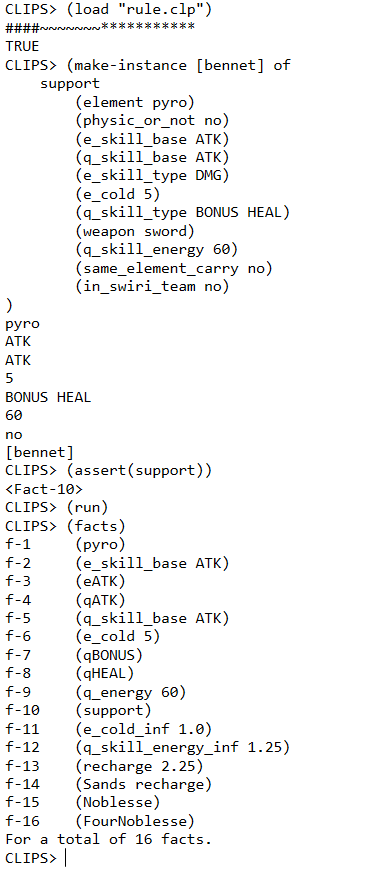 CLIPS> (load "rule.clp")
####~~~~~~~***********
TRUE
CLIPS> (make-instance [bennet] of
    support
        (element pyro)
        (physic_or_not no)
        (e_skill_base ATK)
        (q_skill_base ATK)
        (e_skill_type DMG)
        (e_cold 5)
        (q_skill_type BONUS HEAL)
        (weapon sword)
        (q_skill_energy 60)
        (same_element_carry no)
        (in_swiri_team no)
)
pyro
ATK
ATK
5
BONUS HEAL
60
no
[bennet]
CLIPS> (assert(support))
<Fact-10>
CLIPS> (run)
CLIPS> (facts)
f-1     (pyro)
f-2     (e_skill_base ATK)
f-3     (eATK)
f-4     (qATK)
f-5     (q_skill_base ATK)
f-6     (e_cold 5)
f-7     (qBONUS)
f-8     (qHEAL)
f-9     (q_energy 60)
f-10    (support)
f-11    (e_cold_inf 1.0)
f-12    (q_skill_energy_inf 1.25)
f-13    (recharge 2.25)
f-14    (Sands recharge)
f-15    (Noblesse)
f-16    (FourNoblesse)
For a total of 16 facts.
CLIPS>